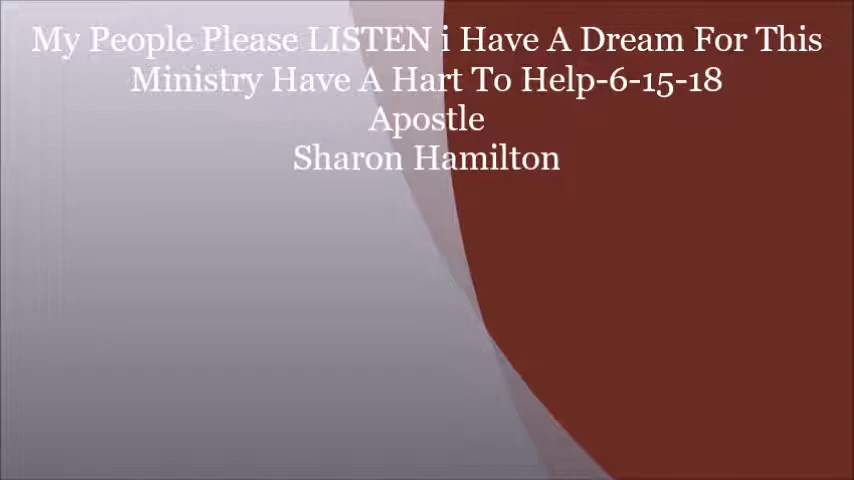 My People Please LISTEN i Have A Dream For This
Ministry Have A Hart To Help-6-15-18
Apostle
Sharon Hamilton